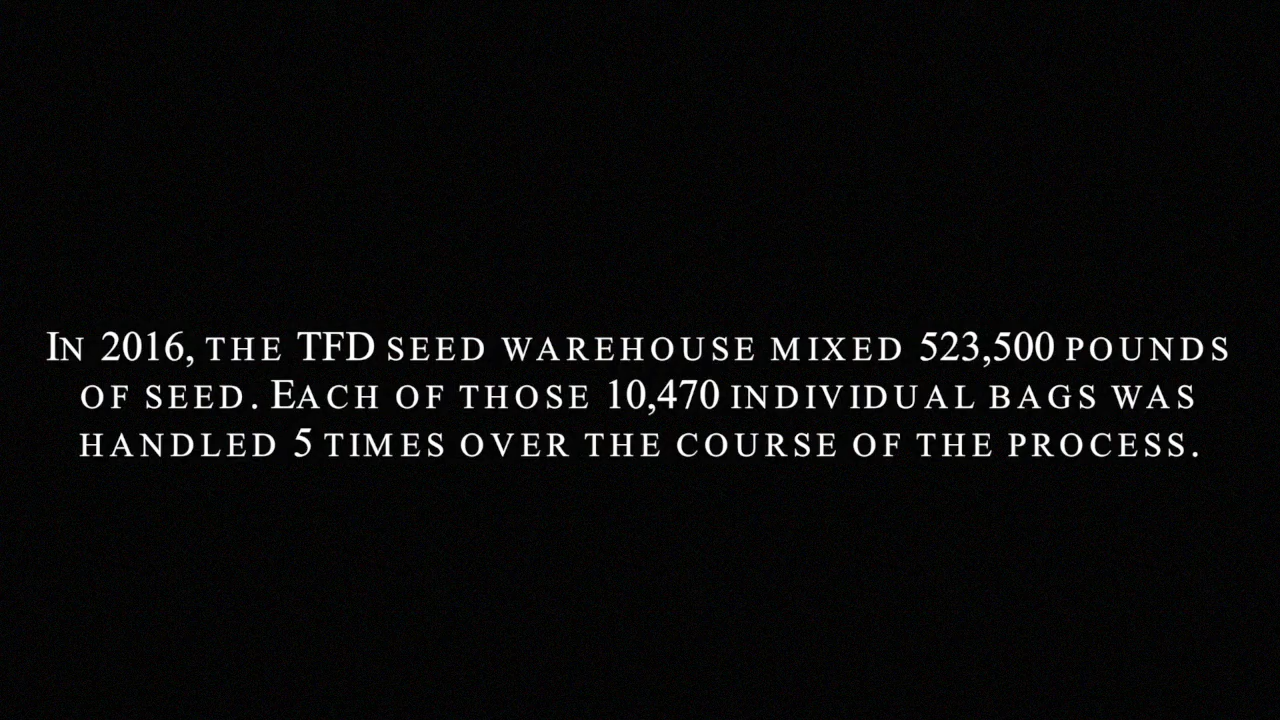 In 2016, the TFD seed warehouse mixed 523,500 pounds
of seed. Each of those 10,470 individual bags was
handled 5 times over the course of the process.